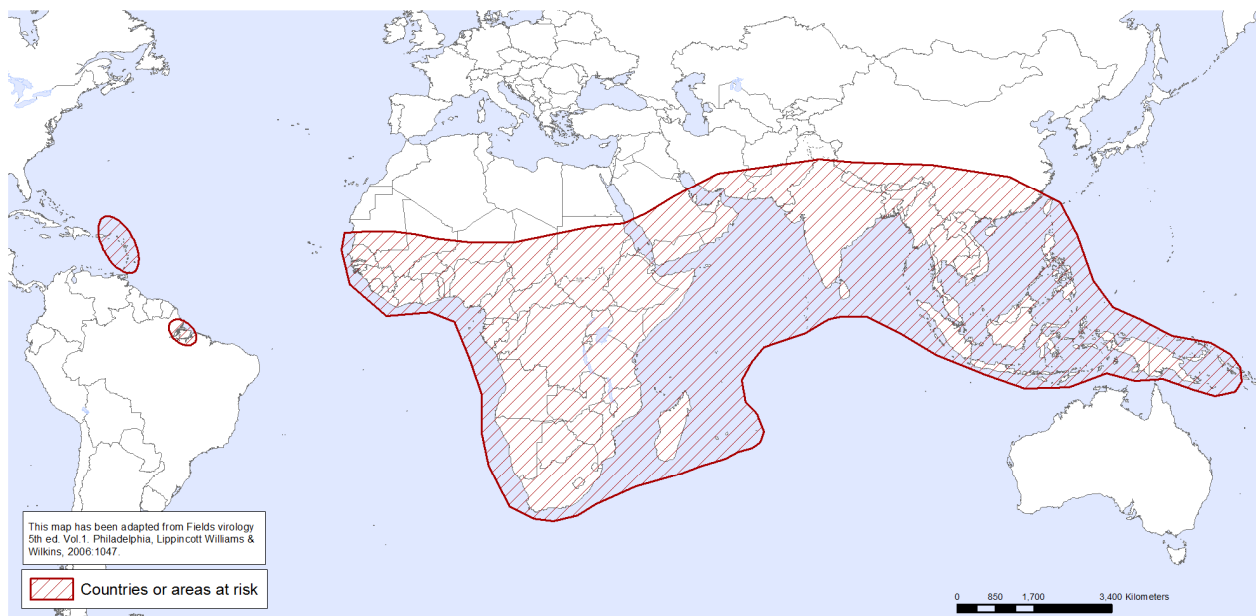 This map has been adapted from Fields virology
5th ed. Vol.1. Philadelphia, Lippincott Williams &
Wilkins, 2006:1047.
Countries or areas at risk
0 850 1,700 3,400 Kilometers